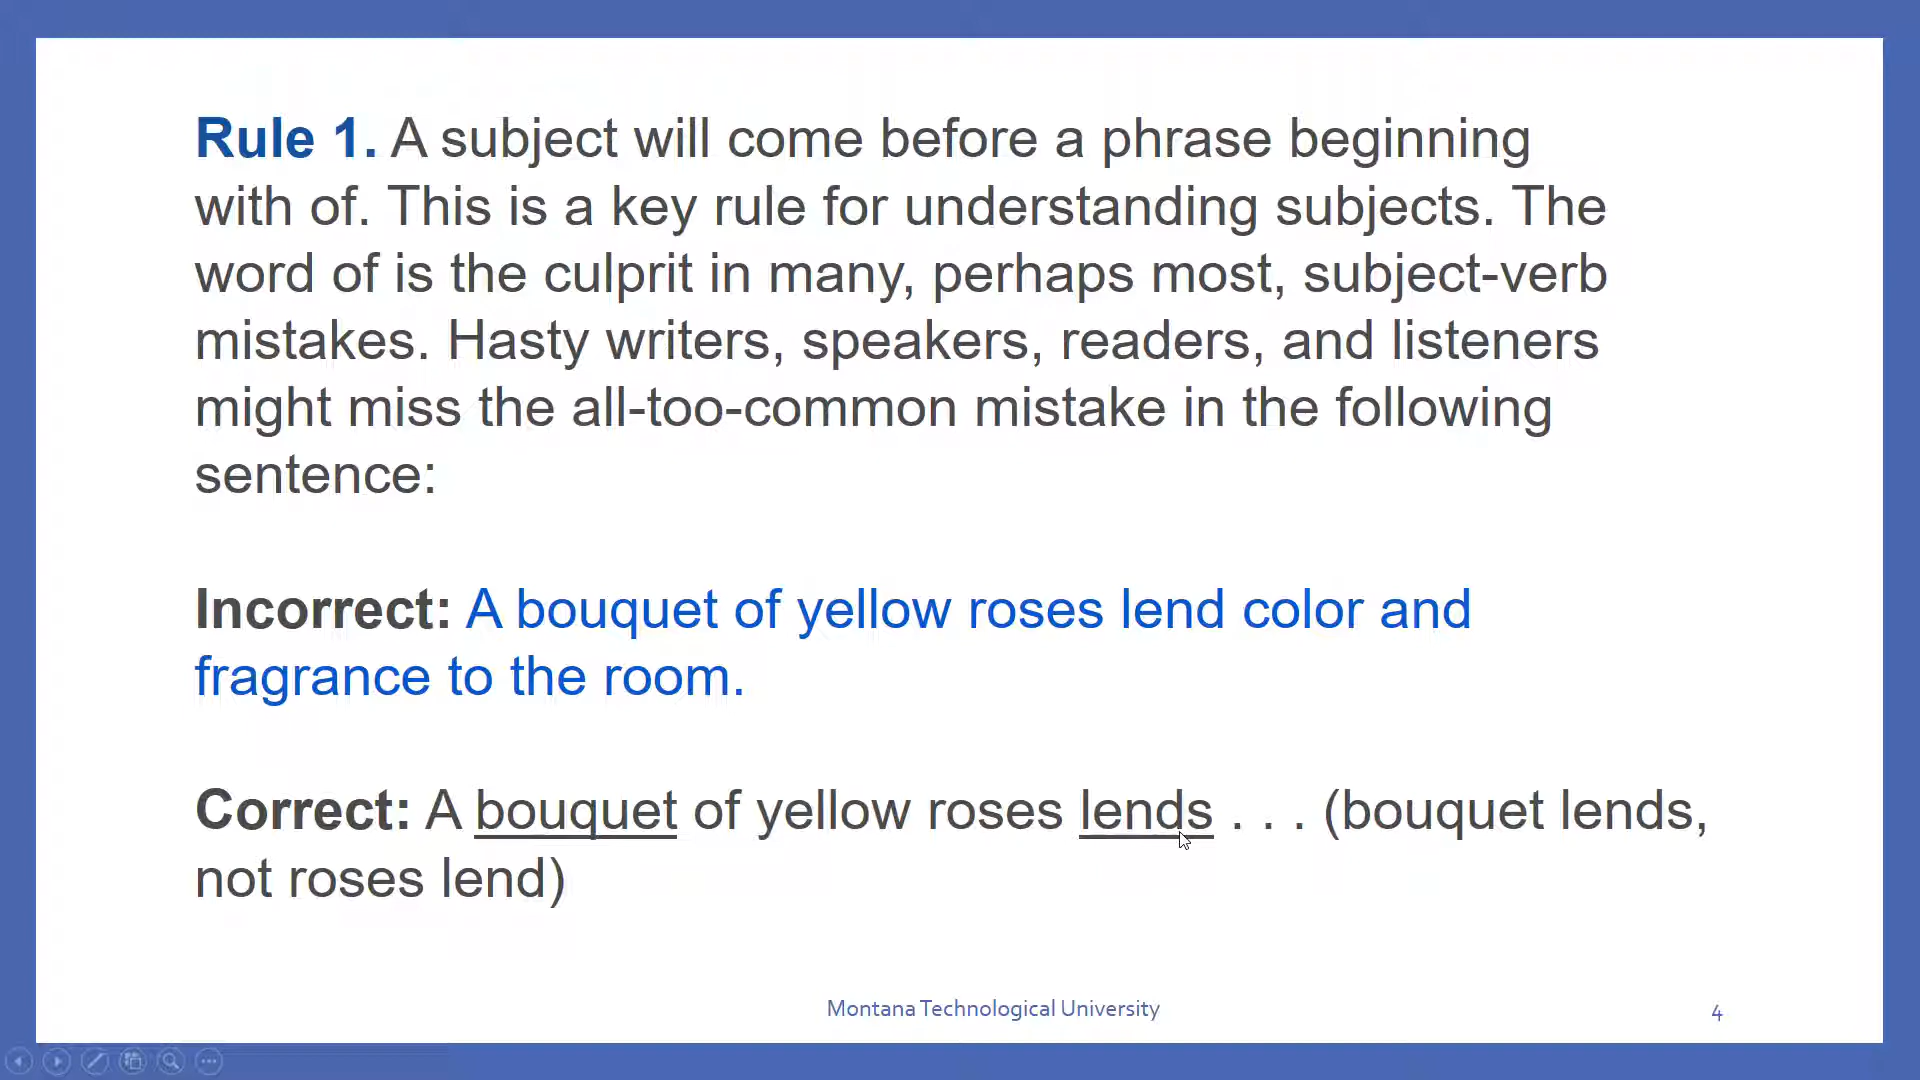 Rule 1. A subject will come before a phrase beginning
with of. This is a key rule for understanding subjects. The
word of is the culprit in many, perhaps most, subject-verb
mistakes. Hasty writers, speakers, readers, and listeners
might miss the all-too-common mistake in the following
sentence:
Incorrect: A bouquet of yellow roses lend color and
fragrance to the room.
Correct: A bouquet of yellow roses lends . . . (bouquet lends,
not roses lend)
Montana Technological University
4